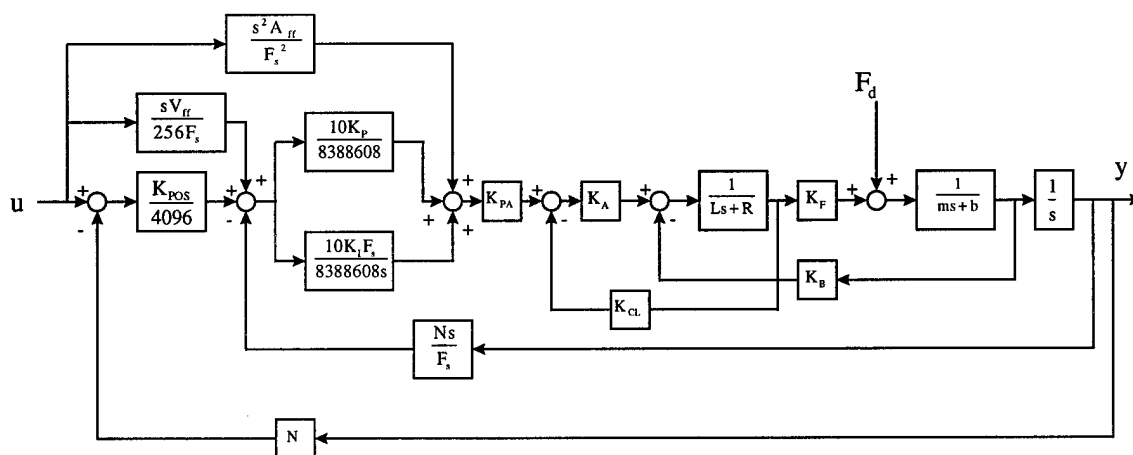 s²A_ff
F_s²
sV_ff
256F_s
10K_P
8388608
F_d
u
+
-
K_POS
4096
+
+
-
+
+
+
K_PA
+
-
K_A
+
-
1
Ls+R
K_F
+
+
1
ms+b
1
s
y
10K_I F_s
8388608s
K_B
K_CL
Ns
F_s
N